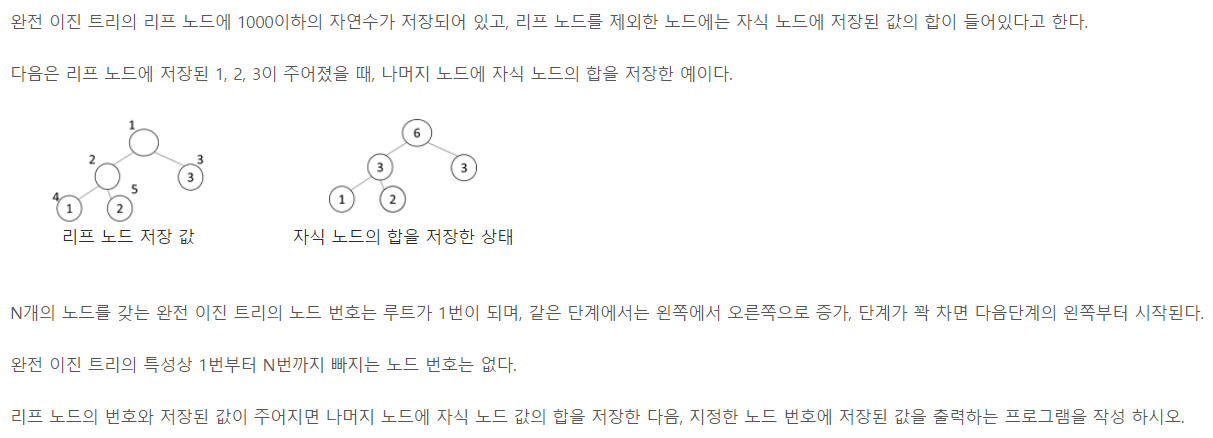 완전 이진 트리의 리프 노드에 1000이하의 자연수가 저장되어 있고, 리프 노드를 제외한 노드에는 자식 노드에 저장된 값의 합이 들어있다고 한다.
다음은 리프 노드에 저장된 1, 2, 3이 주어졌을 때, 나머지 노드에 자식 노드의 합을 저장한 예이다.
1
6
2
3
3
3
3
4
5
1
2
1
2
리프 노드 저장 값
자식 노드의 합을 저장한 상태
N개의 노드를 갖는 완전 이진 트리의 노드 번호는 루트가 1번이 되며, 같은 단계에서는 왼쪽에서 오른쪽으로 증가, 단계가 꽉 차면 다음단계의 왼쪽부터 시작된다.
완전 이진 트리의 특성상 1번부터 N번까지 빠지는 노드 번호는 없다.
리프 노드의 번호와 저장된 값이 주어지면 나머지 노드에 자식 노드 값의 합을 저장한 다음, 지정한 노드 번호에 저장된 값을 출력하는 프로그램을 작성 하시오.